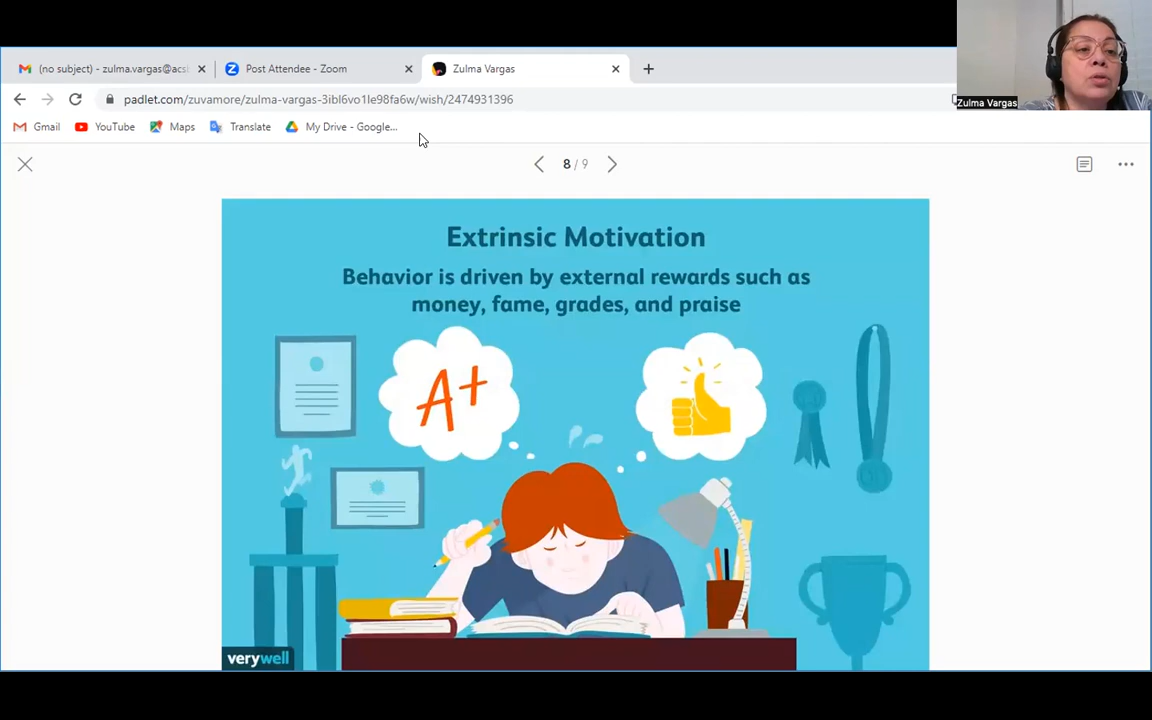 (no subject) - zulma.vargas@acs
Post Attendee - Zoom
Zulma Vargas
padlet.com/zuvamore/zulma-vargas-3ibl6vo1le98fa6w/wish/2474931396
Zulma Vargas
Gmail
YouTube
Maps
Translate
My Drive - Google...
8 / 9
Extrinsic Motivation
Behavior is driven by external rewards such as
money, fame, grades, and praise
A+
verywell